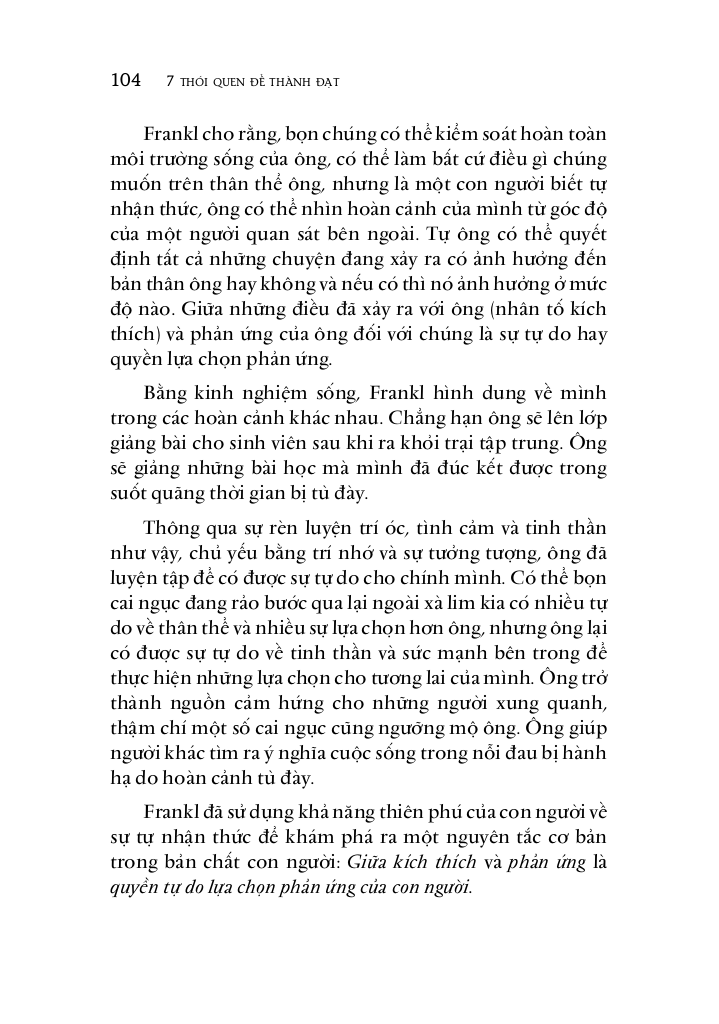 104 7 THÓI QUEN ĐỂ THÀNH ĐẠT
Frankl cho rằng, bọn chúng có thể kiểm soát hoàn toàn
môi trường sống của ông, có thể làm bất cứ điều gì chúng
muốn trên thân thể ông, nhưng là một con người biết tự
nhận thức, ông có thể nhìn hoàn cảnh của mình từ góc độ
của một người quan sát bên ngoài. Tự ông có thể quyết
định tất cả những chuyện đang xảy ra có ảnh hưởng đến
bản thân ông hay không và nếu có thì nó ảnh hưởng ở mức
độ nào. Giữa những điều đã xảy ra với ông (nhân tố kích
thích) và phản ứng của ông đối với chúng là sự tự do hay
quyền lựa chọn phản ứng.
Bằng kinh nghiệm sống, Frankl hình dung về mình
trong các hoàn cảnh khác nhau. Chẳng hạn ông sẽ lên lớp
giảng bài cho sinh viên sau khi ra khỏi trại tập trung. Ông
sẽ giảng những bài học mà mình đã đúc kết được trong
suốt quãng thời gian bị tù đày.
Thông qua sự rèn luyện trí óc, tình cảm và tinh thần
như vậy, chủ yếu bằng trí nhớ và sự tưởng tượng, ông đã
luyện tập để có được sự tự do cho chính mình. Có thể bọn
cai ngục đang rảo bước qua lại ngoài xà lim kia có nhiều tự
do về thân thể và nhiều sự lựa chọn hơn ông, nhưng ông lại
có được sự tự do về tinh thần và sức mạnh bên trong để
thực hiện những lựa chọn cho tương lai của mình. Ông trở
thành nguồn cảm hứng cho những người xung quanh,
thậm chí một số cai ngục cũng ngưỡng mộ ông. Ông giúp
người khác tìm ra ý nghĩa cuộc sống trong nỗi đau bị hành
hạ do hoàn cảnh tù đày.
Frankl đã sử dụng khả năng thiên phú của con người về
sự tự nhận thức để khám phá ra một nguyên tắc cơ bản
trong bản chất con người: Giữa kích thích và phản ứng là
quyền tự do lựa chọn phản ứng của con người.